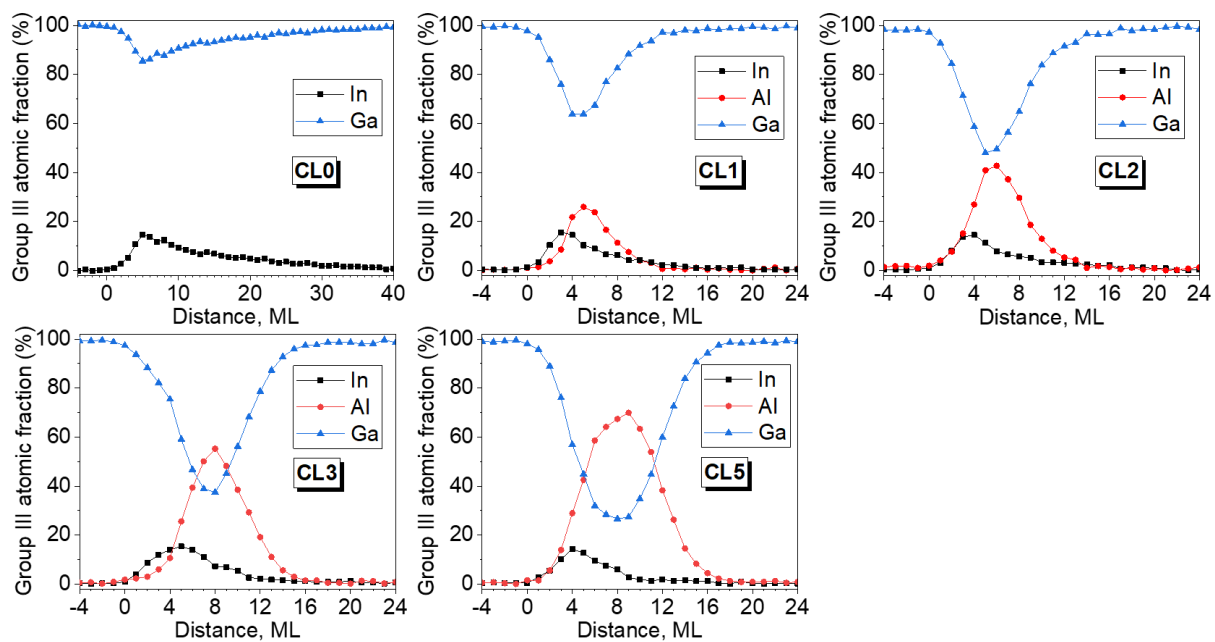 Group III atomic fraction (%)
100
80
60
40
20
0
In
Ga
CL0
0
10
20
30
40
Distance, ML
Group III atomic fraction (%)
100
80
60
40
20
0
In
Al
Ga
CL1
-4 0 4 8 12 16 20 24
Distance, ML
Group III atomic fraction (%)
100
80
60
40
20
0
In
Al
Ga
CL2
-4 0 4 8 12 16 20 24
Distance, ML
Group III atomic fraction (%)
100
80
60
40
20
0
In
Al
Ga
CL3
-4 0 4 8 12 16 20 24
Distance, ML
Group III atomic fraction (%)
100
80
60
40
20
0
In
Al
Ga
CL5
-4 0 4 8 12 16 20 24
Distance, ML